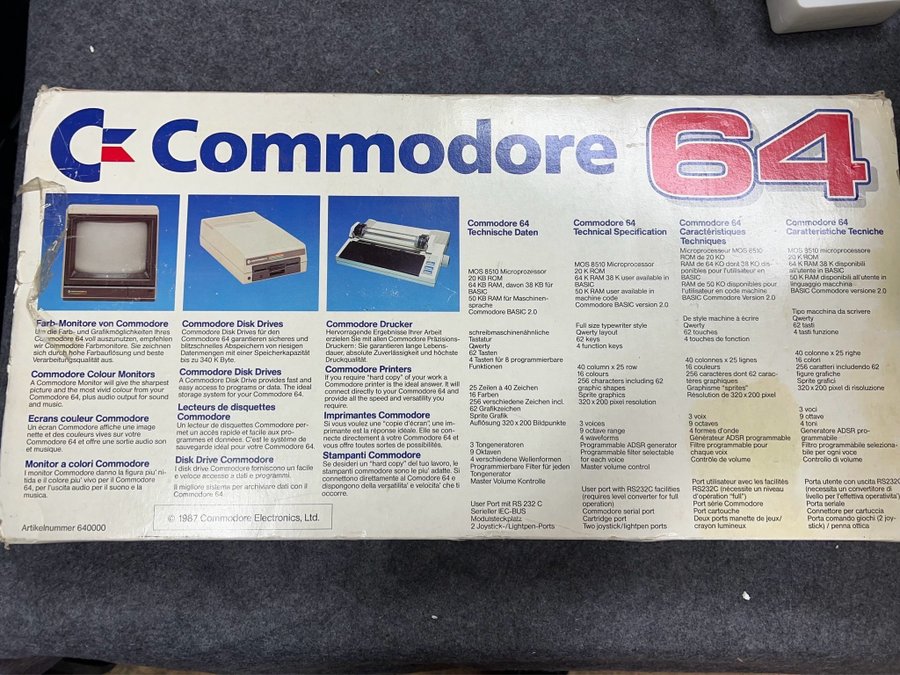 Commodore 64
Farb-Monitore von Commodore
Um die Farb- und Grafikmöglichkeiten Ihres
Commodore 64 voll auszunutzen, empfehlen
wir Commodore Farbmonitore. Sie zeichnen
sich durch hohe Farbauflösung und beste
Verarbeitungsqualität aus.
Commodore Colour Monitors
A Commodore Monitor will give the sharpest
picture and the most vivid colour from your
Commodore 64, plus audio output for sound
and music.
Ecrans couleur Commodore
Un écran Commodore affiche une image
nette et des couleurs vives sur votre
Commodore 64 et offre une sortie audio son
et musique.
Monitor a colori Commodore
I monitor Commodore danno la figura piu' ni-
tida e il colore piu' vivo per il Commodore
64, per l'uscita audio per il suono e la
musica.
Artikelnummer 640000
Commodore Disk Drives
Commodore Disk Drives für den
Commodore 64 garantieren sicheres und
blitzschnelles Abspeichern von riesigen
Datenmengen mit einer Speicherkapazität
bis zu 340 K Byte.
Commodore Disk Drives
A Commodore Disk Drive provides fast and
easy access to programs or data. The ideal
storage system for your Commodore 64.
Lecteurs de disquettes
Commodore
Un lecteur de disquettes Commodore per-
met un accès rapide et facile aux pro-
grammes et données. C'est le système de
sauvegarde idéal pour votre Commodore 64.
Disk Drive Commodore
I disk drive Commodore forniscono un facile
e veloce accesso a dati e programmi.
Il migliore sistema per archiviare dati con il
Commodore 64.
© 1987 Commodore Electronics, Ltd.
Commodore Drucker
Hervorragende Ergebnisse Ihrer Arbeit
erzielen Sie mit allen Commodore Präzisions-
Druckern: Sie garantieren lange Lebens-
dauer, absolute Zuverlässigkeit und höchste
Druckqualität.
Commodore Printers
If you require "hard copy" of your work a
Commodore printer is the ideal answer. It will
connect directly to your Commodore 64 and
provide all the speed and versatility you
require.
Imprimantes Commodore
Si vous voulez une "copie d'écran", une im-
primante est la réponse idéale. Elle se con-
necte directement à votre Commodore 64 et
vous offre toutes sortes de possibilités.
Stampanti Commodore
Se desideri un "hard copy" del tuo lavoro, le
stampanti commodore sono le piu' adatte. Si
connettono direttamente al Comodore 64 e
dispongono della versatilita' e velocita' che ti
occorre.
Commodore 64
Technische Daten
MOS 8510 Microprozessor
20 KB ROM
64 KB RAM, davon 38 KB für
BASIC
50 KB RAM für Maschinen-
sprache
Commodore BASIC 2.0
schreibmaschinenähnliche
Tastatur
Qwerty
62 Tasten
4 Tasten für 8 programmierbare
Funktionen
25 Zeilen à 40 Zeichen
16 Farben
256 verschiedene Zeichen incl.
62 Grafikzeichen
Sprite Grafik
Auflösung 320 x 200 Bildpunkte
3 Tongeneratoren
9 Oktaven
4 verschiedene Wellenformen
Programmierbare Filter für jeden
Tongenerator
Master Volume Kontrolle
User Port mit RS 232 C
Serieller IEC-BUS
Modulsteckplatz
2 Joystick-/Lightpen-Ports
Commodore 64
Technical Specification
MOS 8510 microprocessor
20 K ROM
64 K RAM 38 K user available in
BASIC
50 K RAM user available in
machine code
Commodore BASIC version 2.0
Full size typewriter style
Qwerty layout
62 keys
4 function keys
40 column x 25 row
16 colours
256 characters including 62
graphic shapes
Sprite graphics
320 x 200 pixel resolution
3 voices
9 octave range
4 waveforms
Programmable ADSR generator
Programmable filter selectable
for each voice
Master volume control
User port with RS232C facilities
(requires level converter for full
operation)
Commodore serial port
Cartridge port
Two joystick/lightpen ports
Commodore 64
Caractéristiques
Techniques
Microprocesseur MOS 8510
ROM de 20 KO
RAM de 64 KO dont 38 KO dis-
ponibles pour l'utilisateur en
BASIC
RAM de 50 KO disponibles pour
l'utilisateur en code machine
BASIC Commodore Version 2.0
De style machine à écrire
Qwerty
62 touches
4 touches de fonction
40 colonnes x 25 lignes
16 couleurs
256 caractères dont 62 carac-
tères graphiques
Graphisme "sprites"
Résolution de 320 x 200 pixel
3 voix
9 octaves
4 formes d'onde
Générateur ADSR programmable
Filtre programmable pour
chaque voix
Contrôle de volume
Port utilisateur avec les facilités
RS232C (nécessite un niveau
d'opération "full")
Port série Commodore
Port cartouche
Deux ports manette de jeux/
crayon lumineux
Commodore 64
Caratteristiche Tecniche
MOS 8510 microprocessore
20 K ROM
64 K RAM 38 K disponibili
all'utente in BASIC
50 K RAM disponibili all'utente in
linguaggio macchina
BASIC Commodore versione 2.0
Tipo macchina da scrivere
Qwerty
62 tasti
4 tasti funzione
40 colonne x 25 righe
16 colori
256 caratteri includendo 62
figure grafiche
Sprite grafici
320 x 200 pixel di risoluzione
3 voci
9 ottave
4 toni
Generatore ADSR pro-
grammabile
Filtro programmabile seleziona-
bile per ogni voice
Controllo di volume
Porta utente con uscita RS232C
(necessita un convertitore di
livello per l'effettiva operativita')
Porta seriale
Connettore per cartuccia
Porta comando giochi (2 joy-
stick) / penna ottica